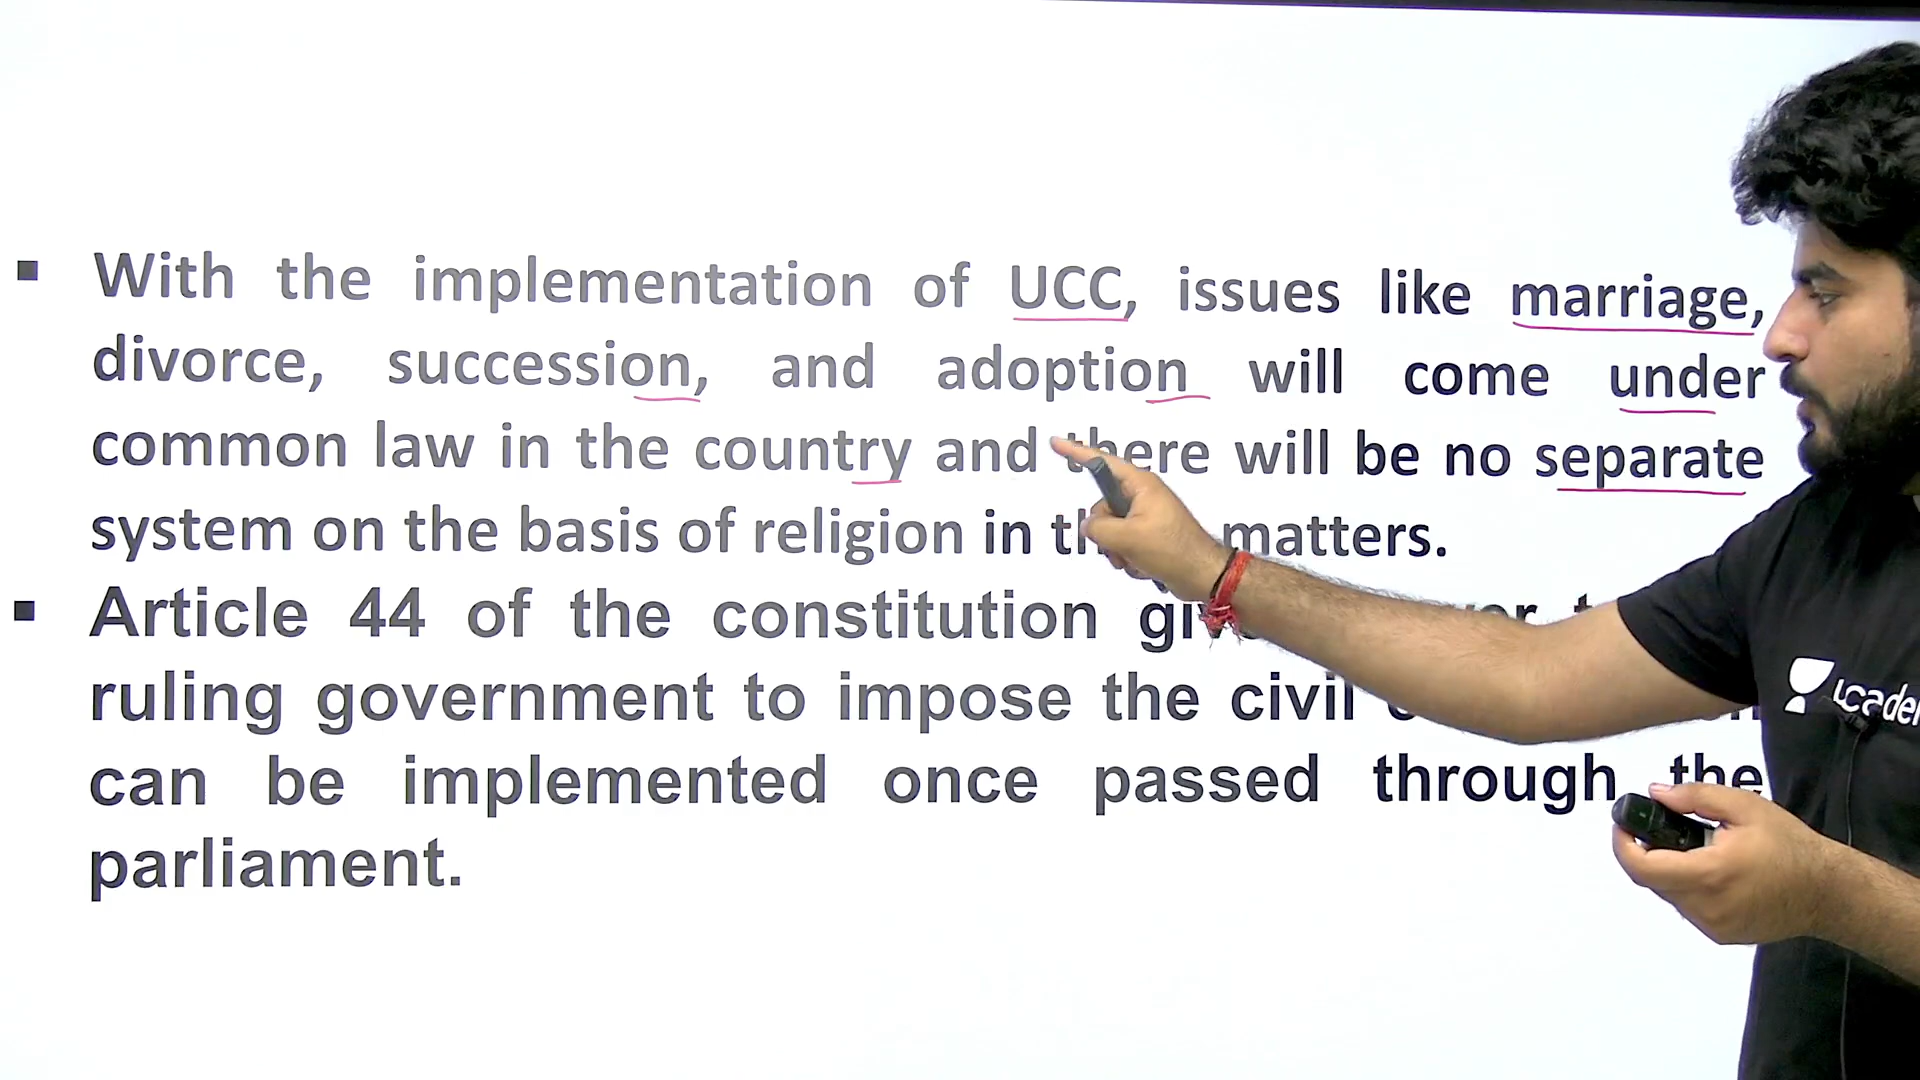 ▪ With the implementation of UCC, issues like marriage,
divorce, succession, and adoption will come under
common law in the country and there will be no separate
system on the basis of religion in matters.
▪ Article 44 of the constitution
ruling government to impose the civil
can be implemented once passed through the
parliament.